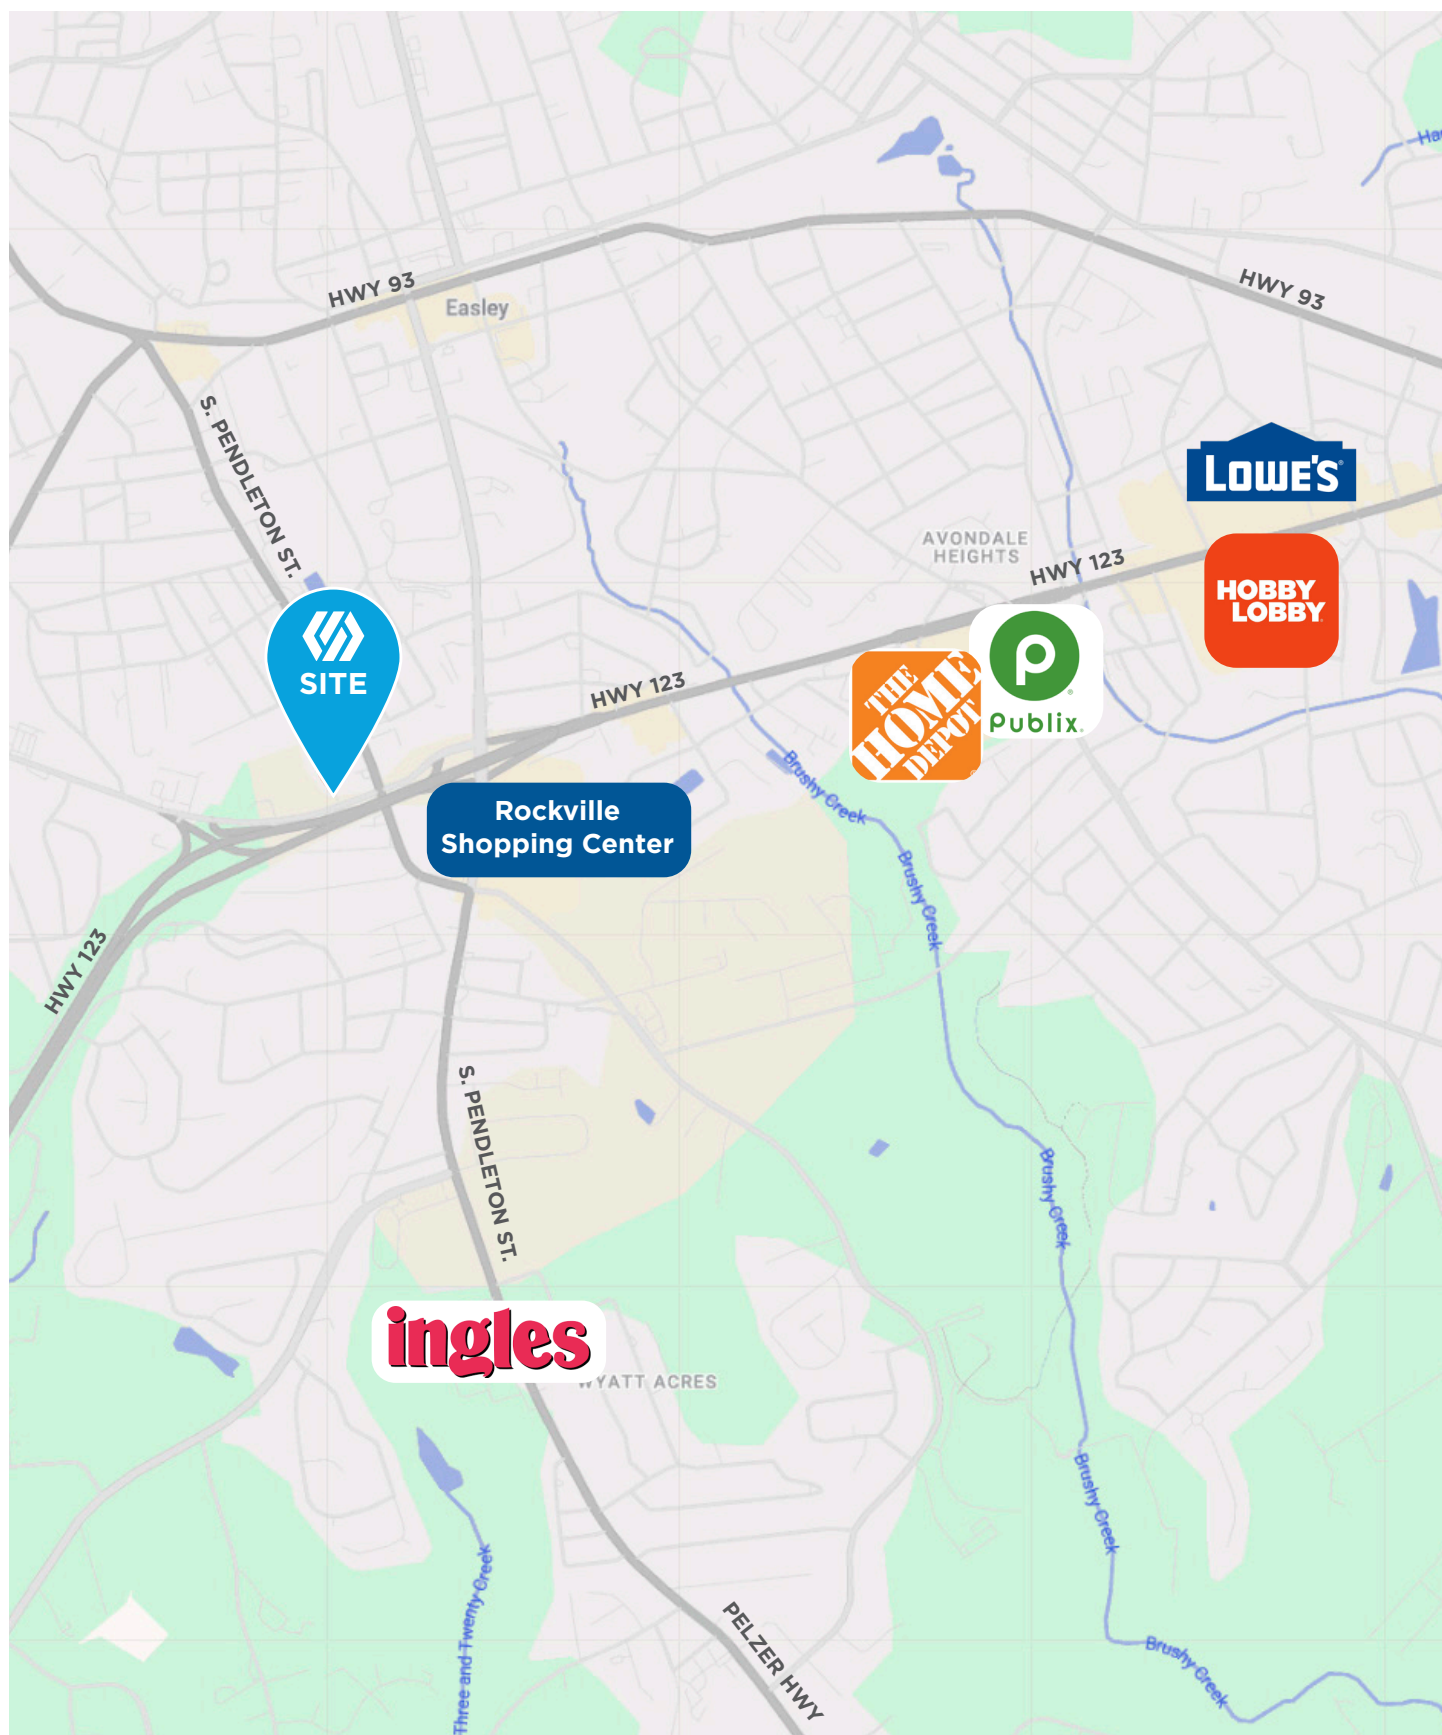 Ha
HWY 93
HWY 93
Easley
S. PENDLETON ST.
LOWE'S
AVONDALE
HEIGHTS
HWY 123
HOBBY
LOBBY
SITE
HWY 123
THE
HOME
DEPOT
Publix
Rockville
Shopping Center
Brushy Creek
Brushy Creek
HWY 123
S. PENDLETON ST.
Brushy Creek
ingles
WYATT ACRES
Brushy Creek
Three and Twenty Creek
PELZER HWY
Brushy Creek